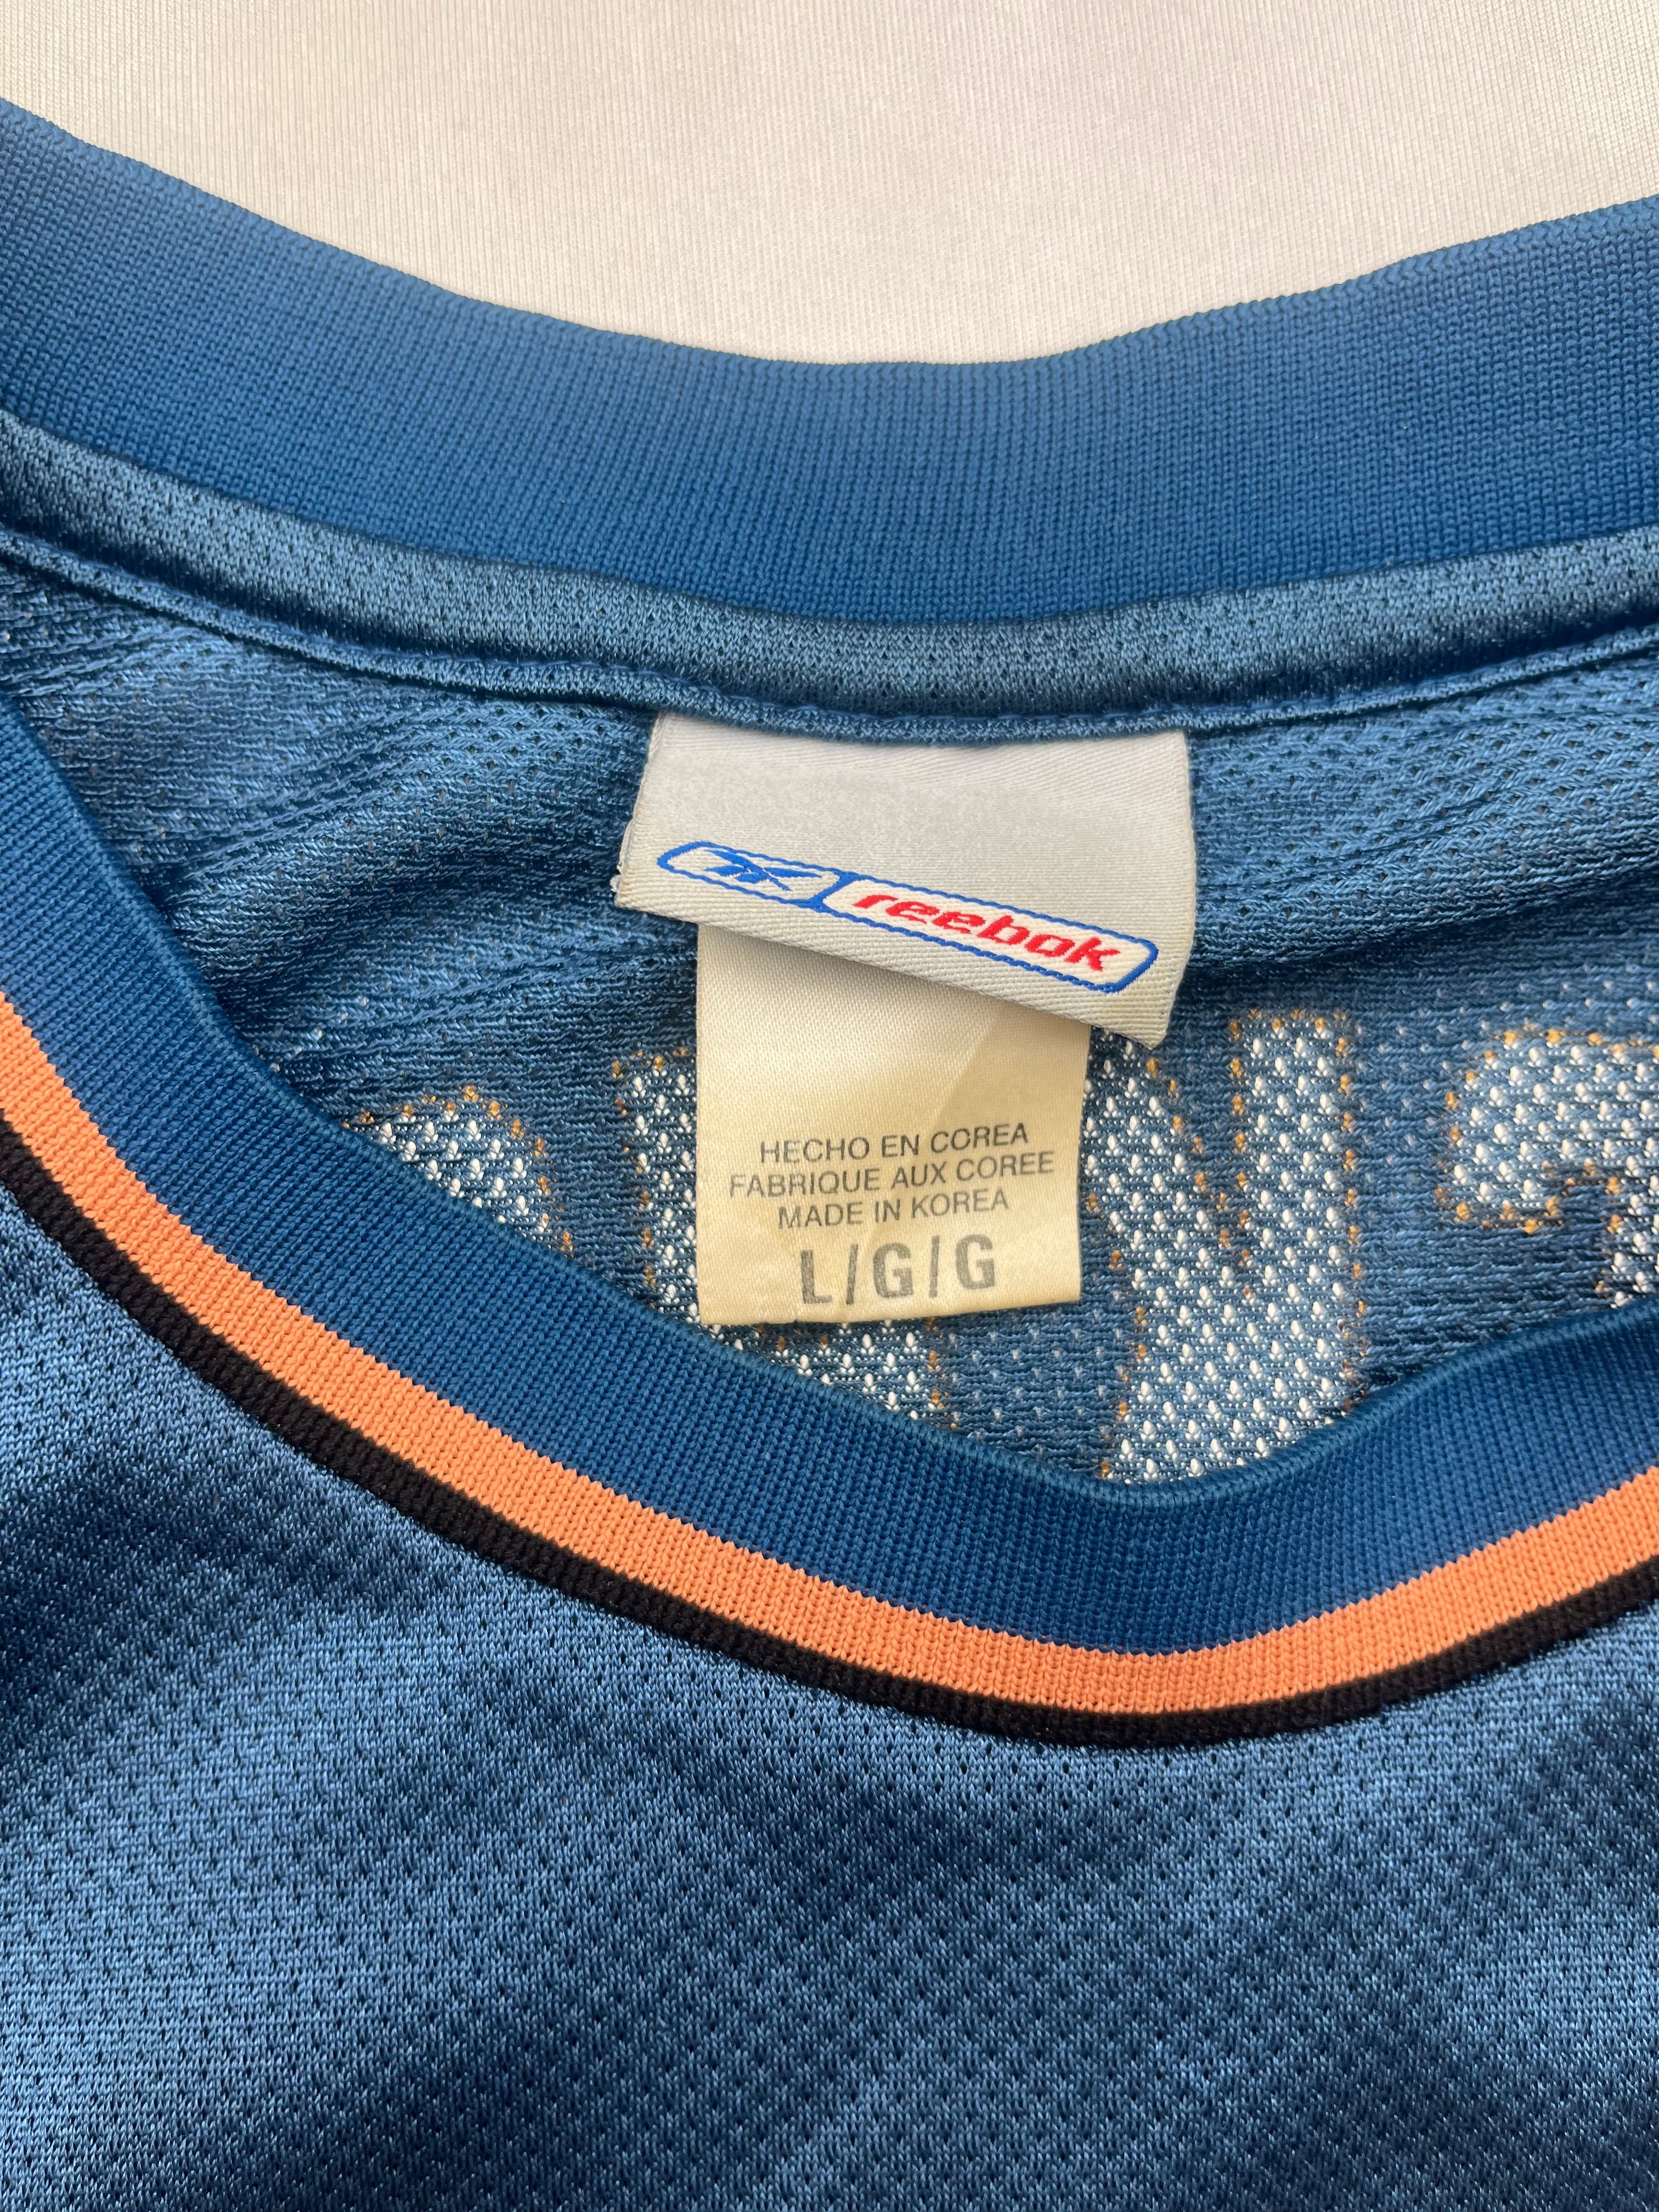 reebok
HECHO EN COREA
FABRIQUE AUX COREE
MADE IN KOREA
L/G/G